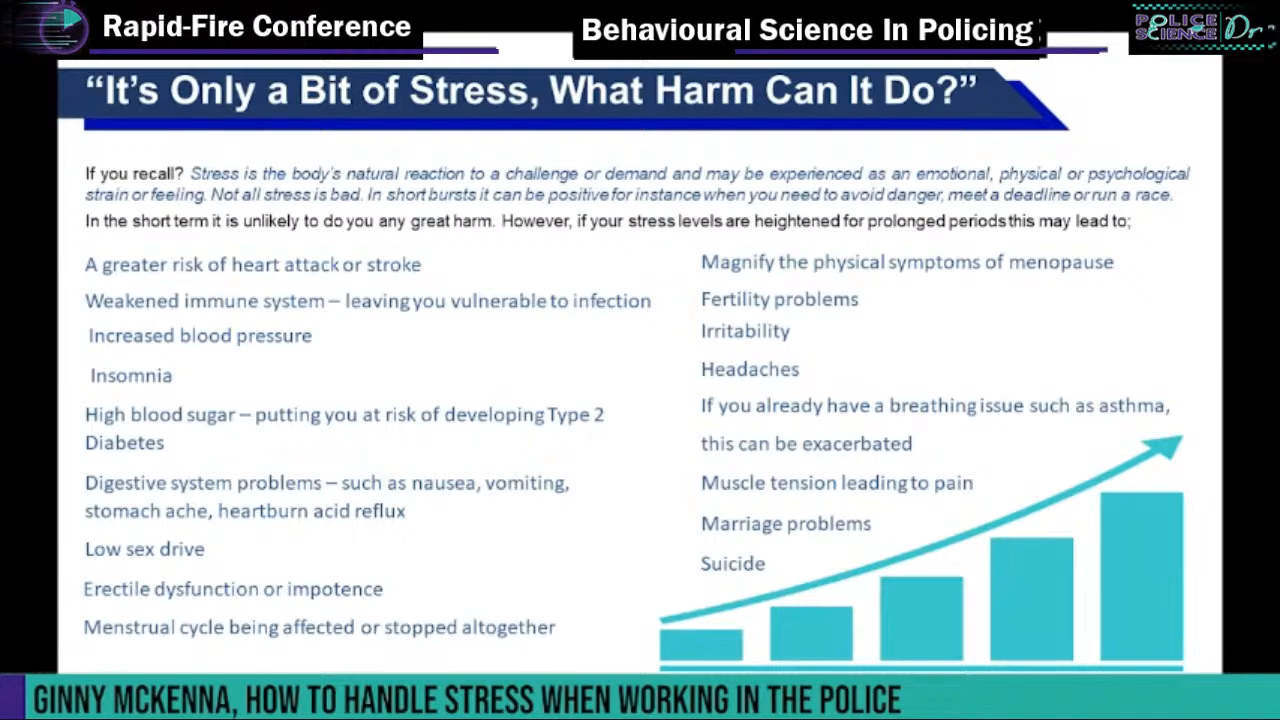 Rapid-Fire Conference
Behavioural Science In Policing
POLICE
SCIENCE Dr
“It’s Only a Bit of Stress, What Harm Can It Do?”
If you recall? Stress is the body’s natural reaction to a challenge or demand and may be experienced as an emotional, physical or psychological
strain or feeling. Not all stress is bad. In short bursts it can be positive for instance when you need to avoid danger, meet a deadline or run a race.
In the short term it is unlikely to do you any great harm. However, if your stress levels are heightened for prolonged periods this may lead to;
A greater risk of heart attack or stroke
Weakened immune system – leaving you vulnerable to infection
Increased blood pressure
Insomnia
High blood sugar – putting you at risk of developing Type 2
Diabetes
Digestive system problems – such as nausea, vomiting,
stomach ache, heartburn acid reflux
Low sex drive
Erectile dysfunction or impotence
Menstrual cycle being affected or stopped altogether
Magnify the physical symptoms of menopause
Fertility problems
Irritability
Headaches
If you already have a breathing issue such as asthma,
this can be exacerbated
Muscle tension leading to pain
Marriage problems
Suicide
GINNY MCKENNA, HOW TO HANDLE STRESS WHEN WORKING IN THE POLICE